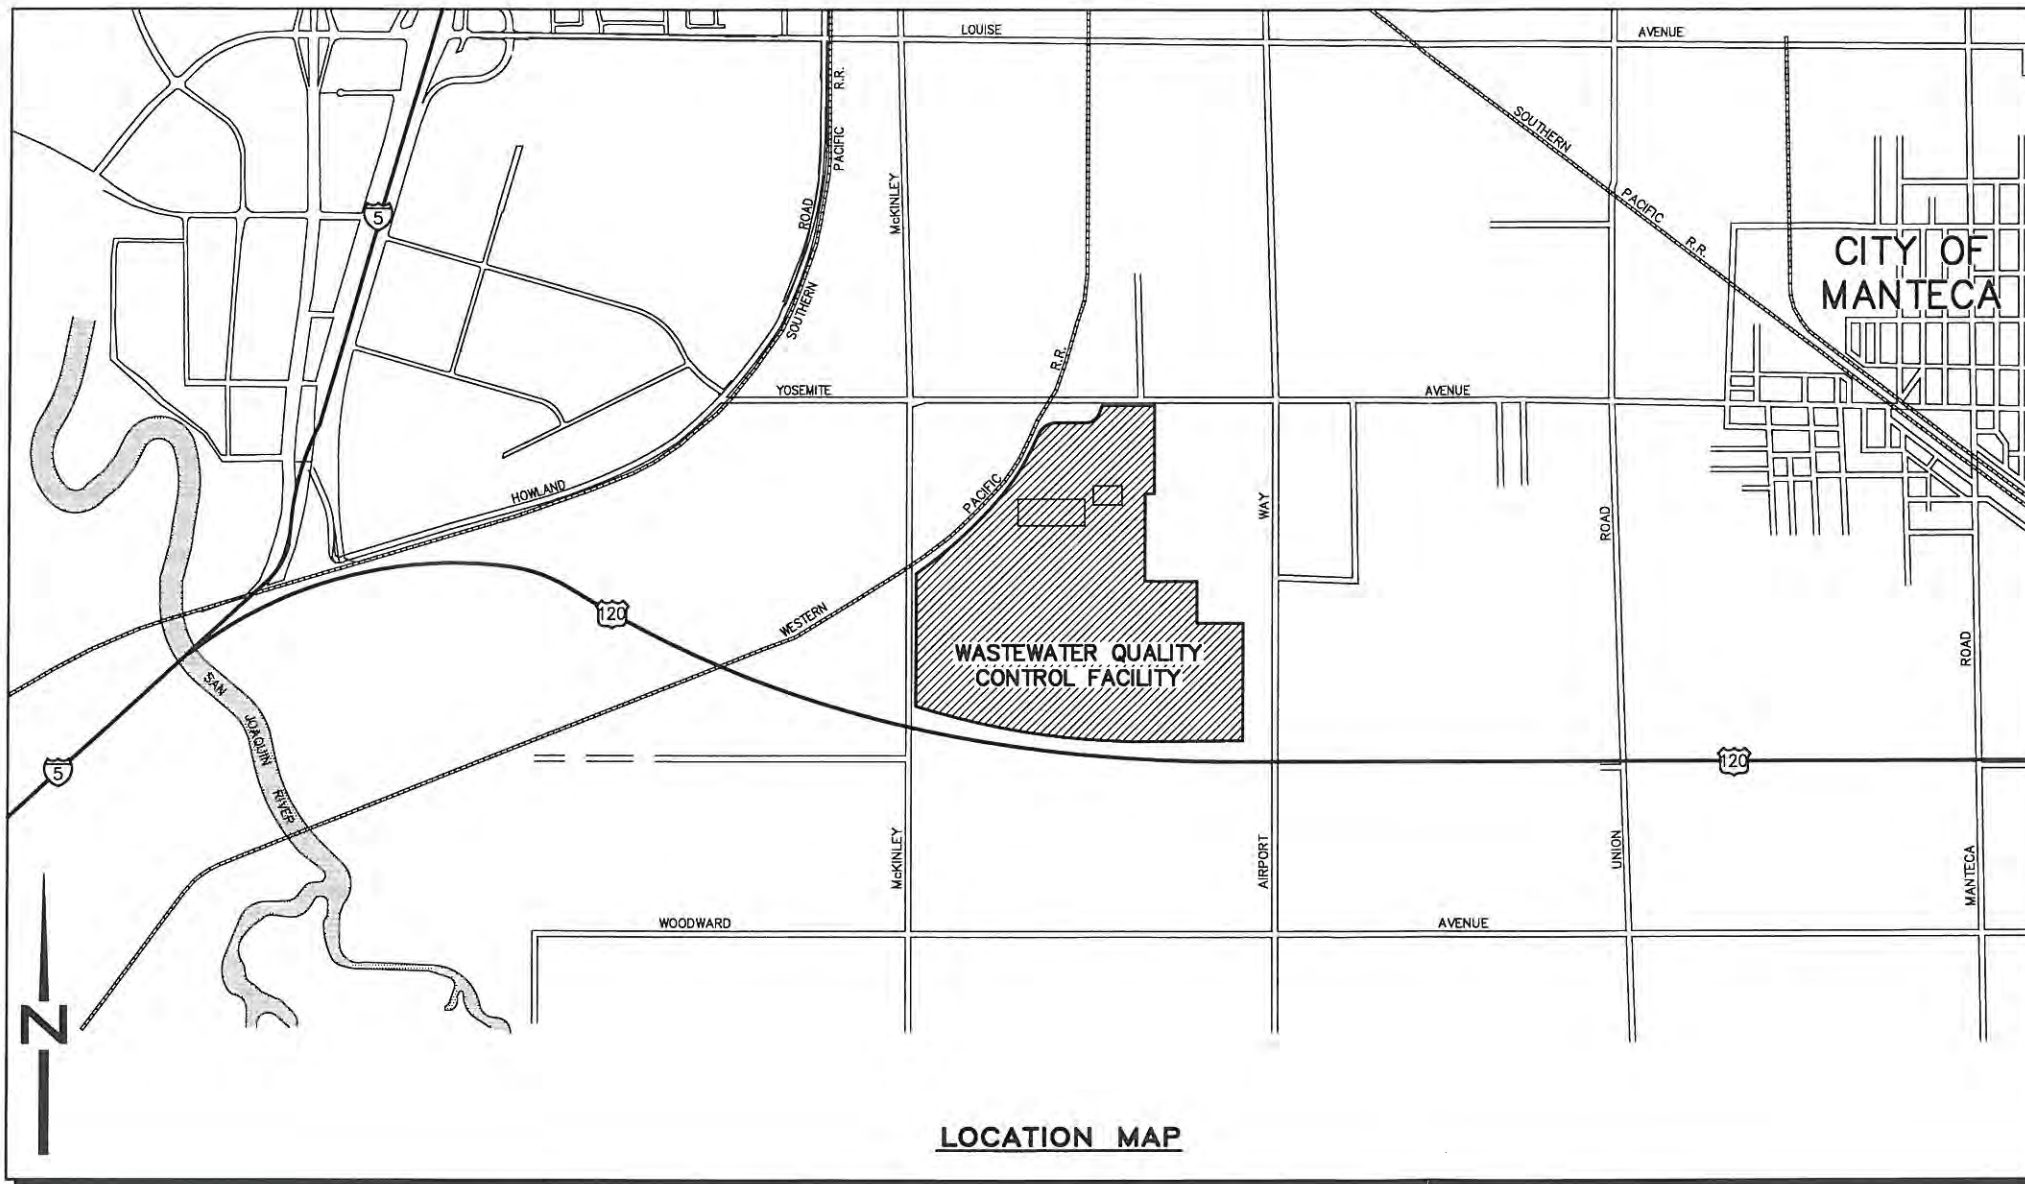 LOUISE
AVENUE
R.R.
PACIFIC
SOUTHERN
PACIFIC
R.R.
McKINLEY
ROAD
5
SOUTHERN
CITY OF
MANTECA
R.R.
YOSEMITE
AVENUE
HOWLAND
PACIFIC
WAY
ROAD
120
WESTERN
WASTEWATER QUALITY
CONTROL FACILITY
ROAD
SAN
JOAQUIN
RIVER
5
120
McKINLEY
AIRPORT
UNION
MANTECA
WOODWARD
AVENUE
N
LOCATION MAP